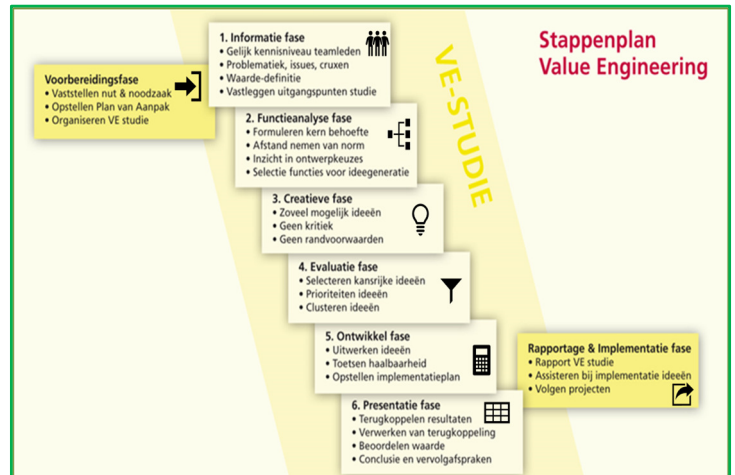 Stappenplan
Value Engineering
VE-STUDIE
Voorbereidingsfase
• Vaststellen nut & noodzaak
• Opstellen Plan van Aanpak
• Organiseren VE studie
1. Informatie fase
• Gelijk kennisniveau teamleden
• Problematiek, issues, cruxen
• Waarde-definitie
• Vastleggen uitgangspunten studie
2. Functieanalyse fase
• Formuleren kern behoefte
• Afstand nemen van norm
• Inzicht in ontwerpkeuzes
• Selectie functies voor ideegeneratie
3. Creatieve fase
• Zoveel mogelijk ideeën
• Geen kritiek
• Geen randvoorwaarden
4. Evaluatie fase
• Selecteren kansrijke ideeën
• Prioriteiten ideeën
• Clusteren ideeën
5. Ontwikkel fase
• Uitwerken ideeën
• Toetsen haalbaarheid
• Opstellen implementatieplan
6. Presentatie fase
• Terugkoppelen resultaten
• Verwerken van terugkoppeling
• Beoordelen waarde
• Conclusie en vervolgafspraken
Rapportage & Implementatie fase
• Rapport VE studie
• Assisteren bij implementatie ideeën
• Volgen projecten